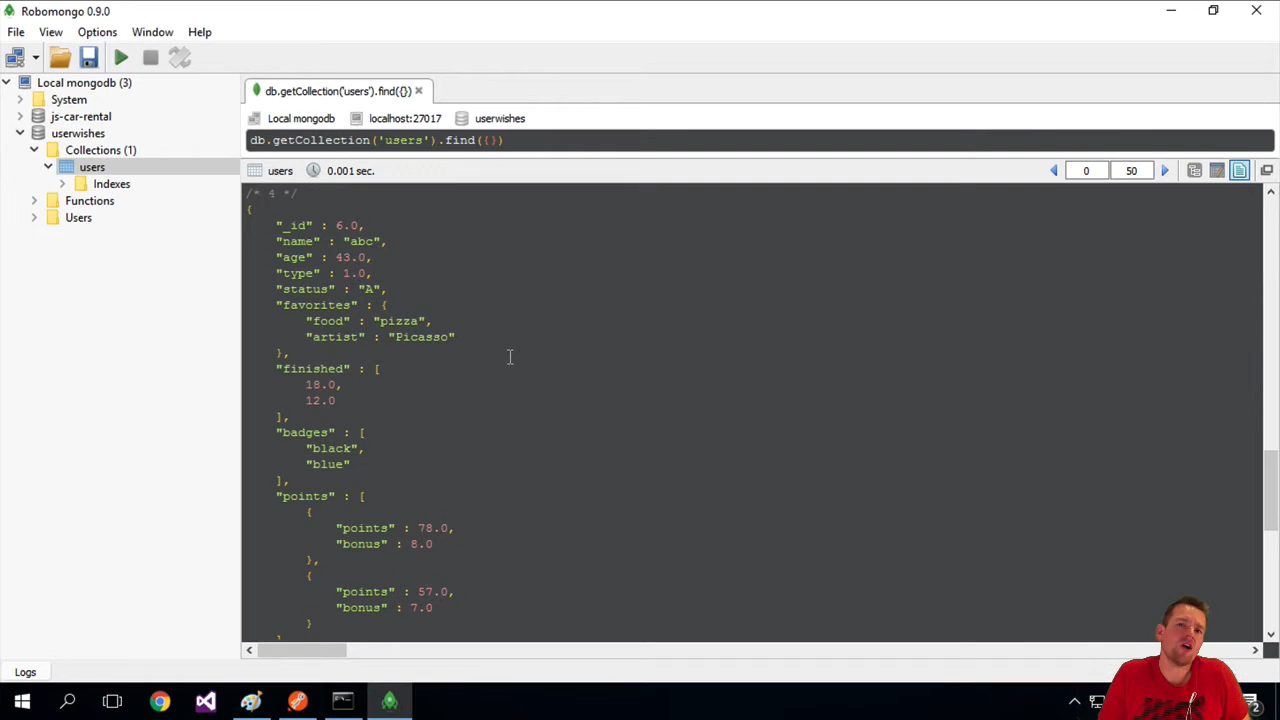 Robomongo 0.9.0
File View Options Window Help
Local mongodb (3)
System
js-car-rental
userwishes
Collections (1)
users
Indexes
Functions
Users
db.getCollection('users').find({})
Local mongodb localhost:27017 userwishes
db.getCollection('users').find({})
users 0.001 sec. 0 50
/* 4 */
{
"_id" : 6.0,
"name" : "abc",
"age" : 43.0,
"type" : 1.0,
"status" : "A",
"favorites" : {
"food" : "pizza",
"artist" : "Picasso"
},
"finished" : [
18.0,
12.0
],
"badges" : [
"black",
"blue"
],
"points" : [
{
"points" : 78.0,
"bonus" : 8.0
},
{
"points" : 57.0,
"bonus" : 7.0
}
]
Logs
2